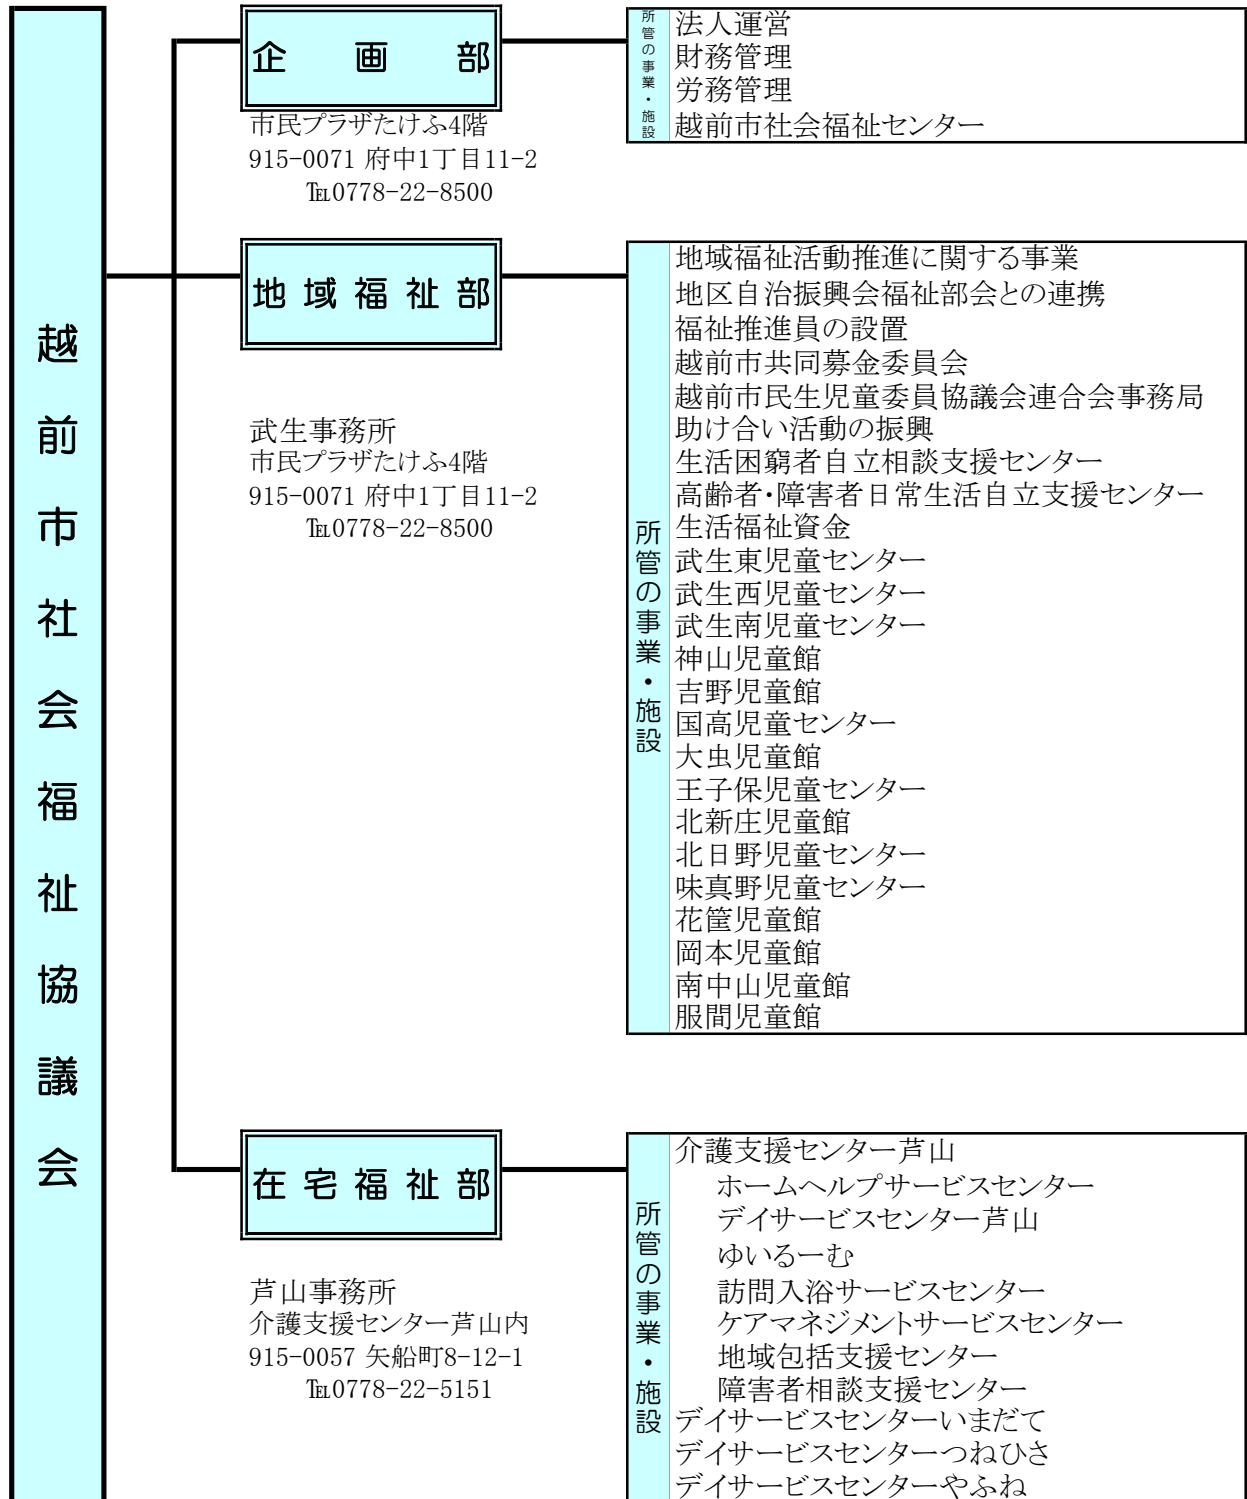 越前市社会福祉協議会
企画部
市民プラザたけふ4階
915-0071 府中1丁目11-2
℡0778-22-8500
所管の事業・施設
法人運営
財務管理
労務管理
越前市社会福祉センター
地域福祉部
武生事務所
市民プラザたけふ4階
915-0071 府中1丁目11-2
℡0778-22-8500
所管の事業・施設
地域福祉活動推進に関する事業
地区自治振興会福祉部会との連携
福祉推進員の設置
越前市共同募金委員会
越前市民生児童委員協議会連合会事務局
助け合い活動の振興
生活困窮者自立相談支援センター
高齢者・障害者日常生活自立支援センター
生活福祉資金
武生東児童センター
武生西児童センター
武生南児童センター
神山児童館
吉野児童館
国高児童センター
大虫児童館
王子保児童センター
北新庄児童館
北日野児童センター
味真野児童センター
花筐児童館
岡本児童館
南中山児童館
服間児童館
在宅福祉部
芦山事務所
介護支援センター芦山内
915-0057 矢船町8-12-1
℡0778-22-5151
所管の事業・施設
介護支援センター芦山
ホームヘルプサービスセンター
デイサービスセンター芦山
ゆいるーむ
訪問入浴サービスセンター
ケアマネジメントサービスセンター
地域包括支援センター
障害者相談支援センター
デイサービスセンターいまだて
デイサービスセンターつねひさ
デイサービスセンターやふね